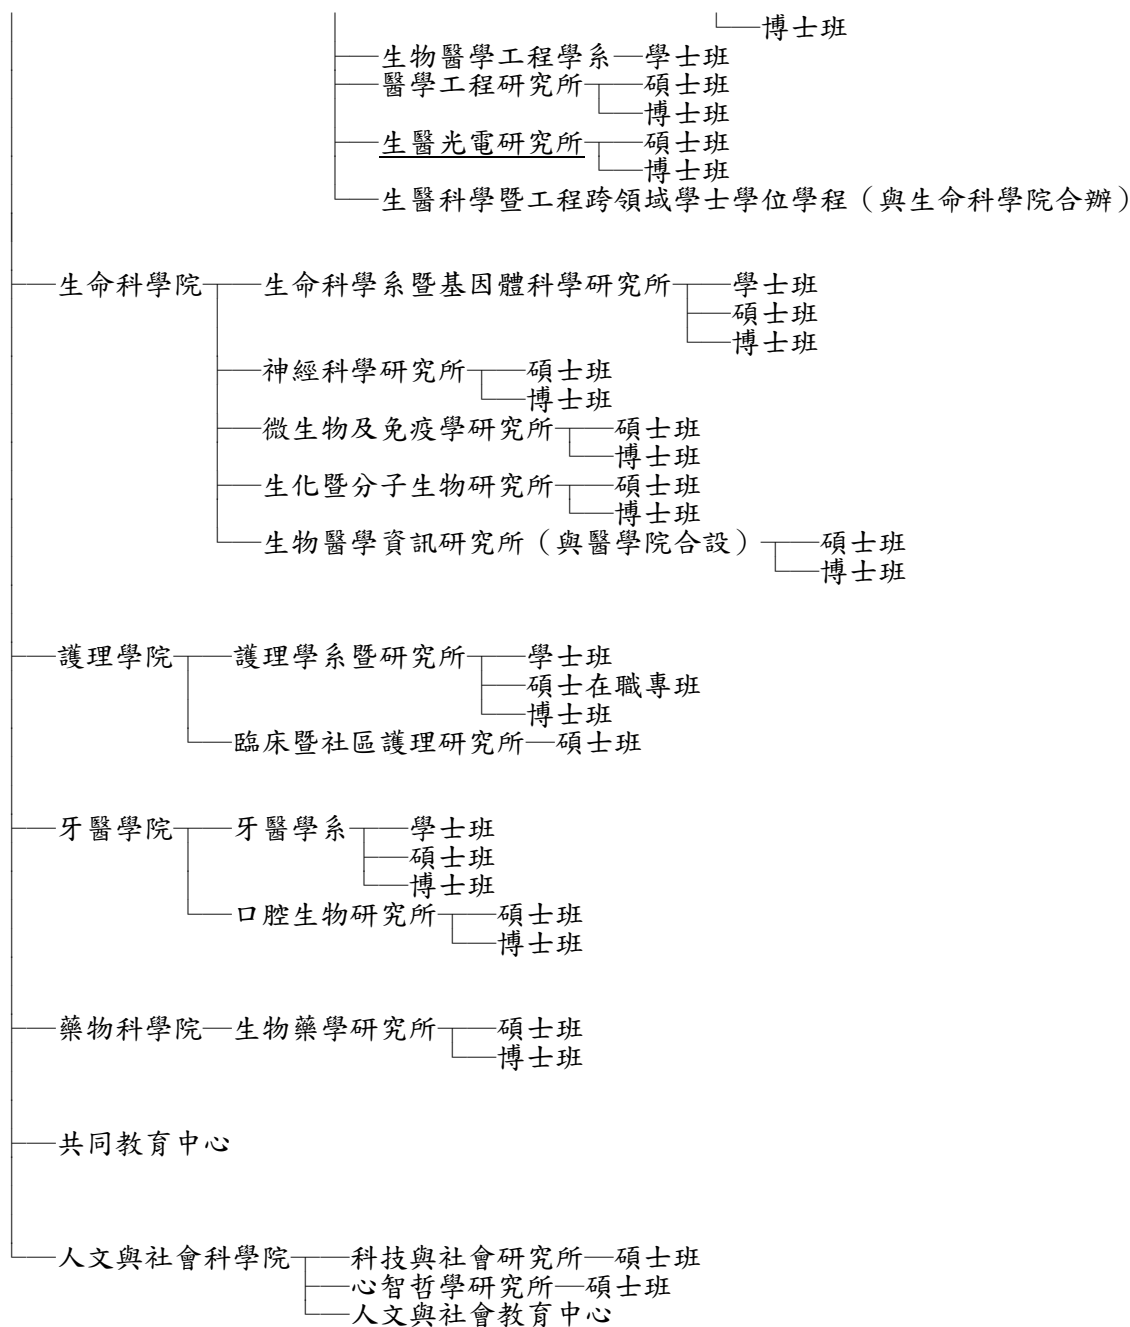 博士班
生物醫學工程學系 學士班
醫學工程研究所 碩士班
博士班
生醫光電研究所 碩士班
博士班
生醫科學暨工程跨領域學士學位學程（與生命科學院合辦）
生命科學院 生命科學系暨基因體科學研究所 學士班
碩士班
博士班
神經科學研究所 碩士班
博士班
微生物及免疫學研究所 碩士班
博士班
生化暨分子生物研究所 碩士班
博士班
生物醫學資訊研究所（與醫學院合設） 碩士班
博士班
護理學院 護理學系暨研究所 學士班
碩士在職專班
博士班
臨床暨社區護理研究所 碩士班
牙醫學院 牙醫學系 學士班
碩士班
博士班
口腔生物研究所 碩士班
博士班
藥物科學院 生物藥學研究所 碩士班
博士班
共同教育中心
人文與社會科學院 科技與社會研究所 碩士班
心智哲學研究所 碩士班
人文與社會教育中心